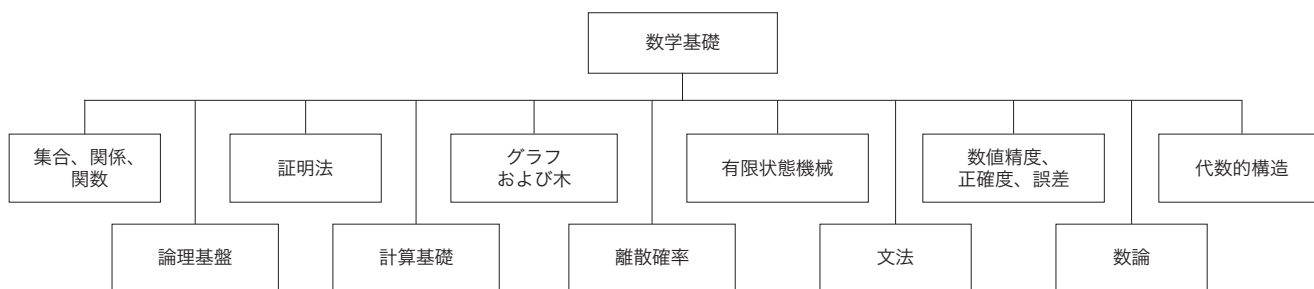 数学基礎
集合、関係、
関数
証明法
グラフ
および木
有限状態機械
数値精度、
正確度、誤差
代数的構造
論理基盤
計算基礎
離散確率
文法
数論